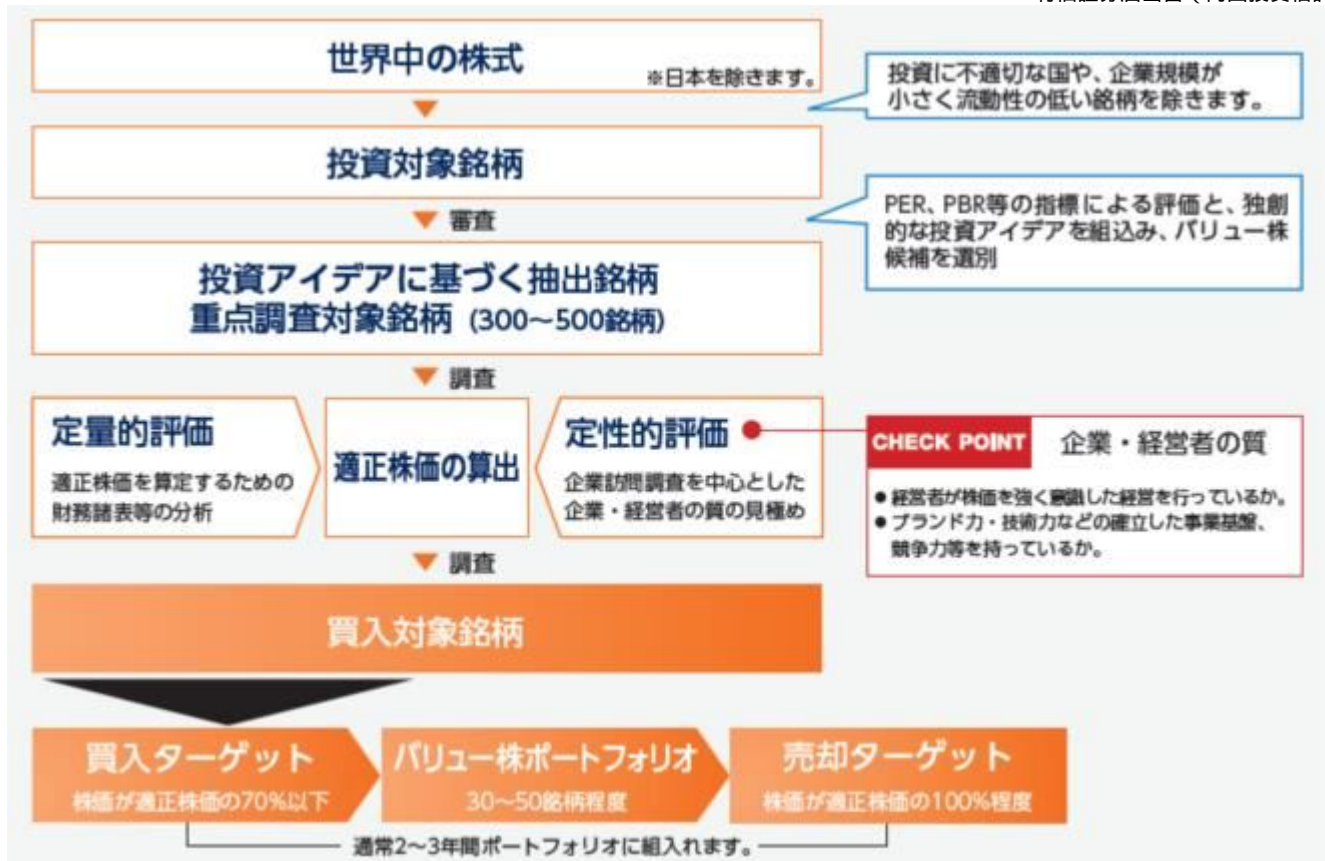 世界中の株式
※日本を除きます。
投資に不適切な国や、企業規模が
小さく流動性の低い銘柄を除きます。
投資対象銘柄
審査
PER、PBR等の指標による評価と、独創
的な投資アイデアを組込み、バリュー株
候補を選別
投資アイデアに基づく抽出銘柄
重点調査対象銘柄 (300～500銘柄)
調査
定量的評価
適正株価を算定するための
財務諸表等の分析
適正株価の算出
定性的評価
企業訪問調査を中心とした
企業・経営者の質の見極め
CHECK POINT 企業・経営者の質
● 経営者が株価を強く意識した経営を行っているか。
● ブランド力・技術力などの確立した事業基盤、
競争力等を持っているか。
調査
買入対象銘柄
買入ターゲット
株価が適正株価の70%以下
バリュー株ポートフォリオ
30～50銘柄程度
売却ターゲット
株価が適正株価の100%程度
通常2～3年間ポートフォリオに組入れます。